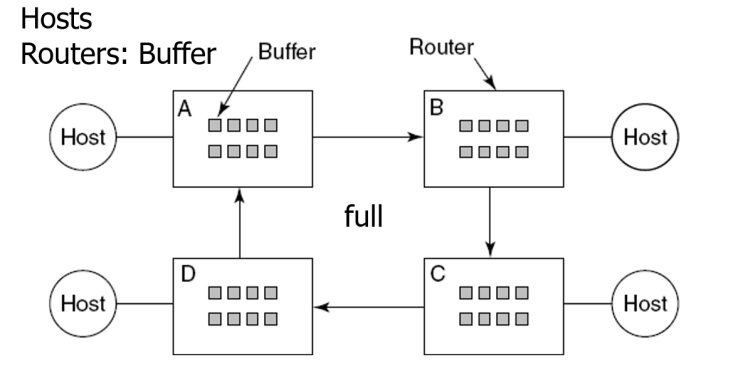 Hosts
Routers: Buffer
Buffer
Router
A
B
Host
Host
full
D
C
Host
Host